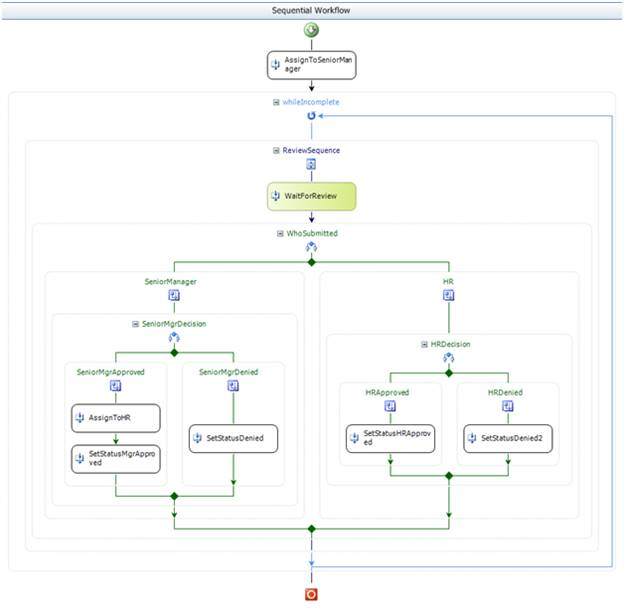 Sequential Workflow
AssignToSeniorMan
ager
whileIncomplete
ReviewSequence
WaitForReview
WhoSubmitted
SeniorManager
HR
SeniorMgrDecision
HRDecision
SeniorMgrApproved
SeniorMgrDenied
HRApproved
HRDenied
AssignToHR
SetStatusDenied
SetStatusHRApprov
ed
SetStatusDenied2
SetStatusMgrAppro
ved